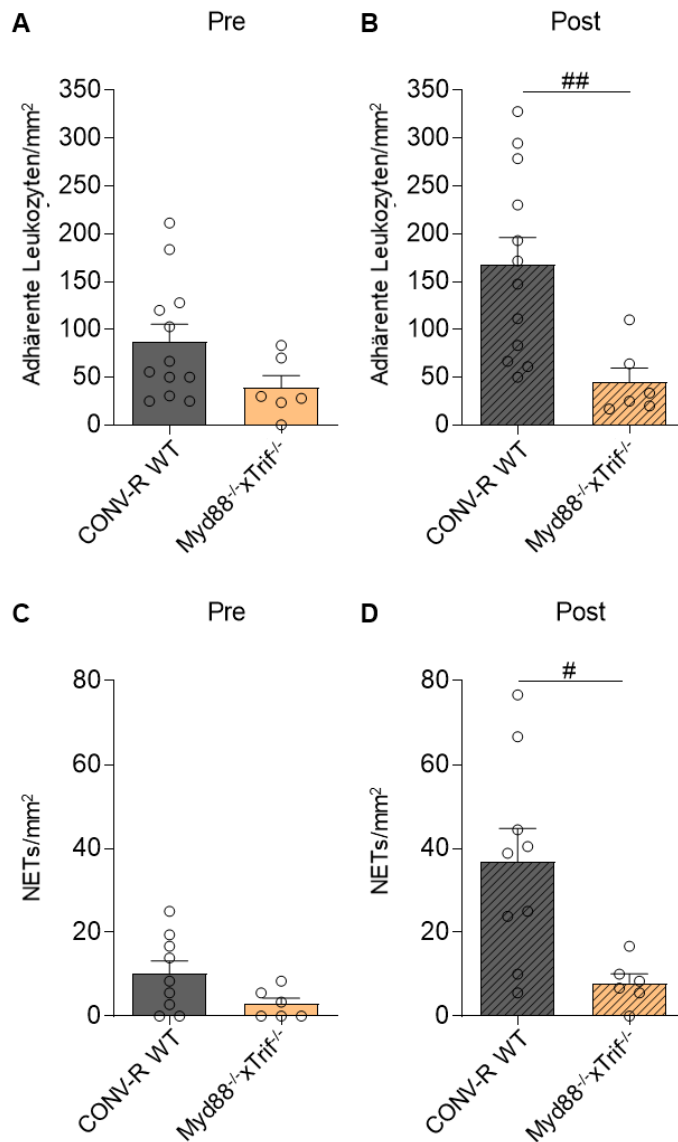 A
Pre
Adhärente Leukozyten/mm²
350
300
250
200
150
100
50
0
CONV-R WT
Myd88⁻/⁻xTrif⁻/⁻
B
Post
##
Adhärente Leukozyten/mm²
350
300
250
200
150
100
50
0
CONV-R WT
Myd88⁻/⁻xTrif⁻/⁻
C
Pre
NETs/mm²
80
60
40
20
0
CONV-R WT
Myd88⁻/⁻xTrif⁻/⁻
D
Post
#
NETs/mm²
80
60
40
20
0
CONV-R WT
Myd88⁻/⁻xTrif⁻/⁻